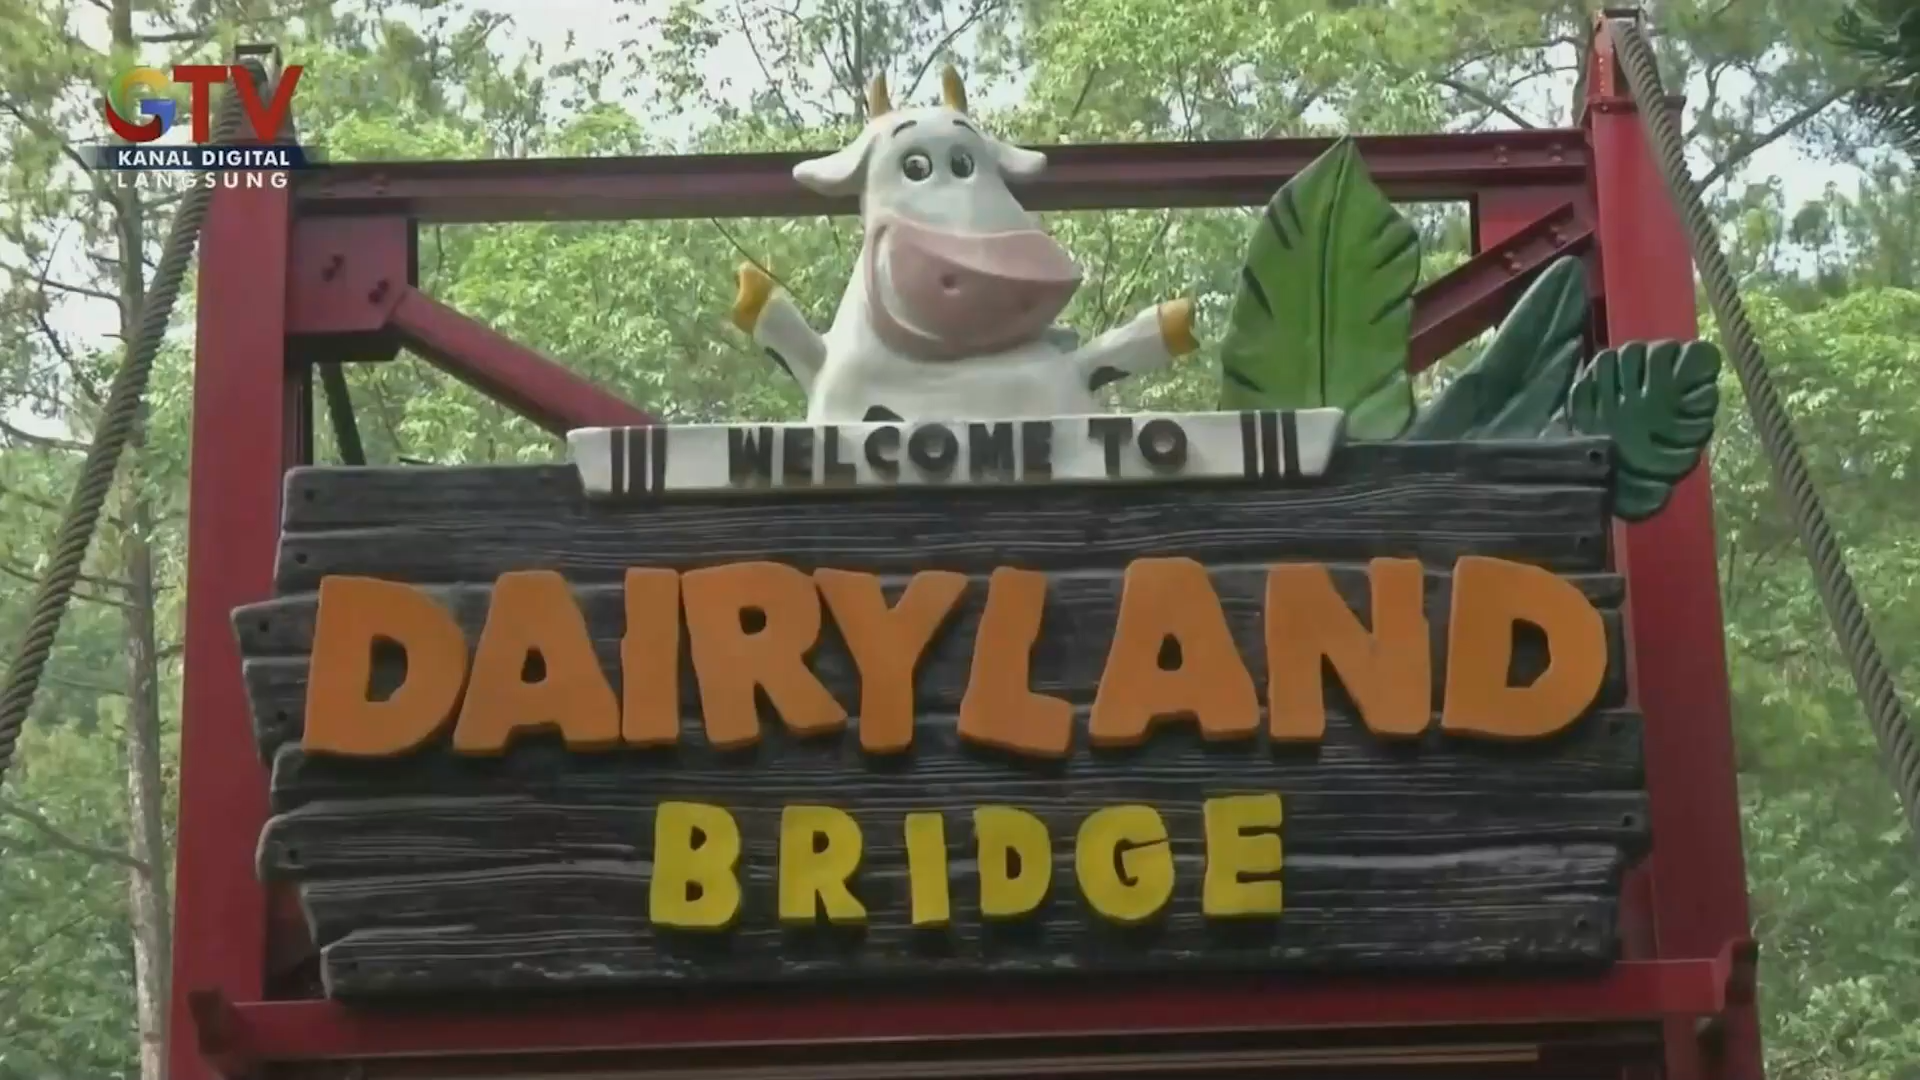 GTV
KANAL DIGITAL
LANGSUNG
WELCOME TO
DAIRYLAND
BRIDGE